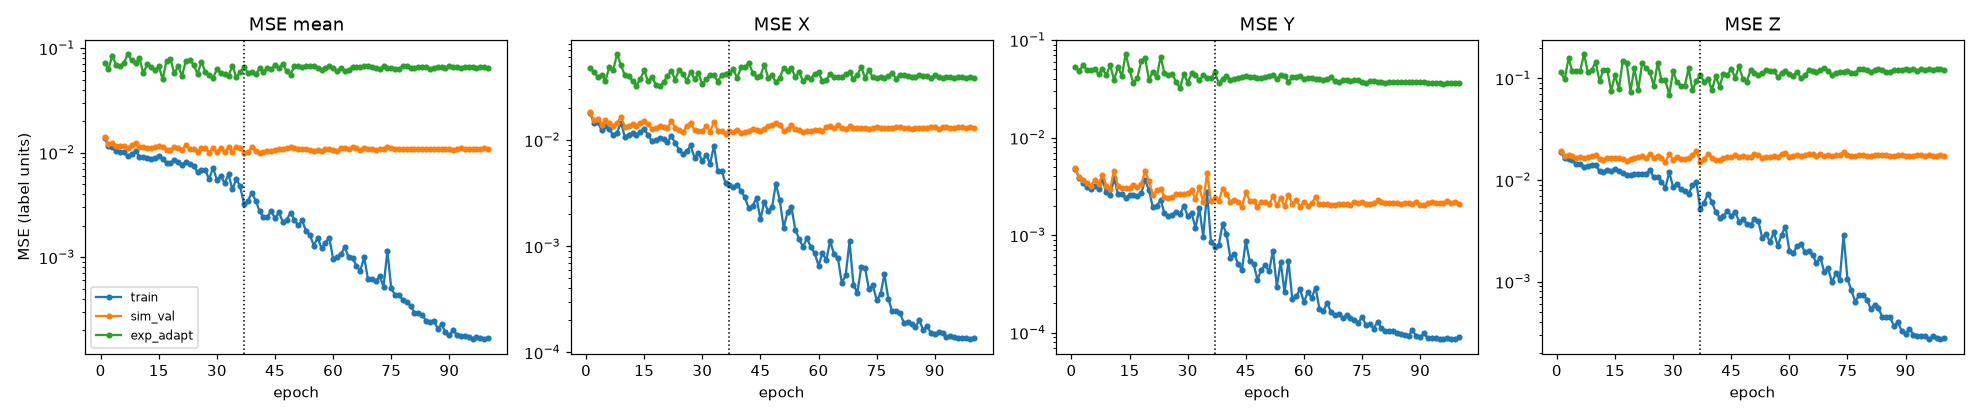 MSE mean
MSE X
MSE Y
MSE Z
MSE (label units)
10⁻¹
10⁻²
10⁻³
train
sim_val
exp_adapt
0 15 30 45 60 75 90
epoch
10⁻²
10⁻³
10⁻⁴
0 15 30 45 60 75 90
epoch
10⁻¹
10⁻²
10⁻³
10⁻⁴
0 15 30 45 60 75 90
epoch
10⁻¹
10⁻²
10⁻³
0 15 30 45 60 75 90
epoch